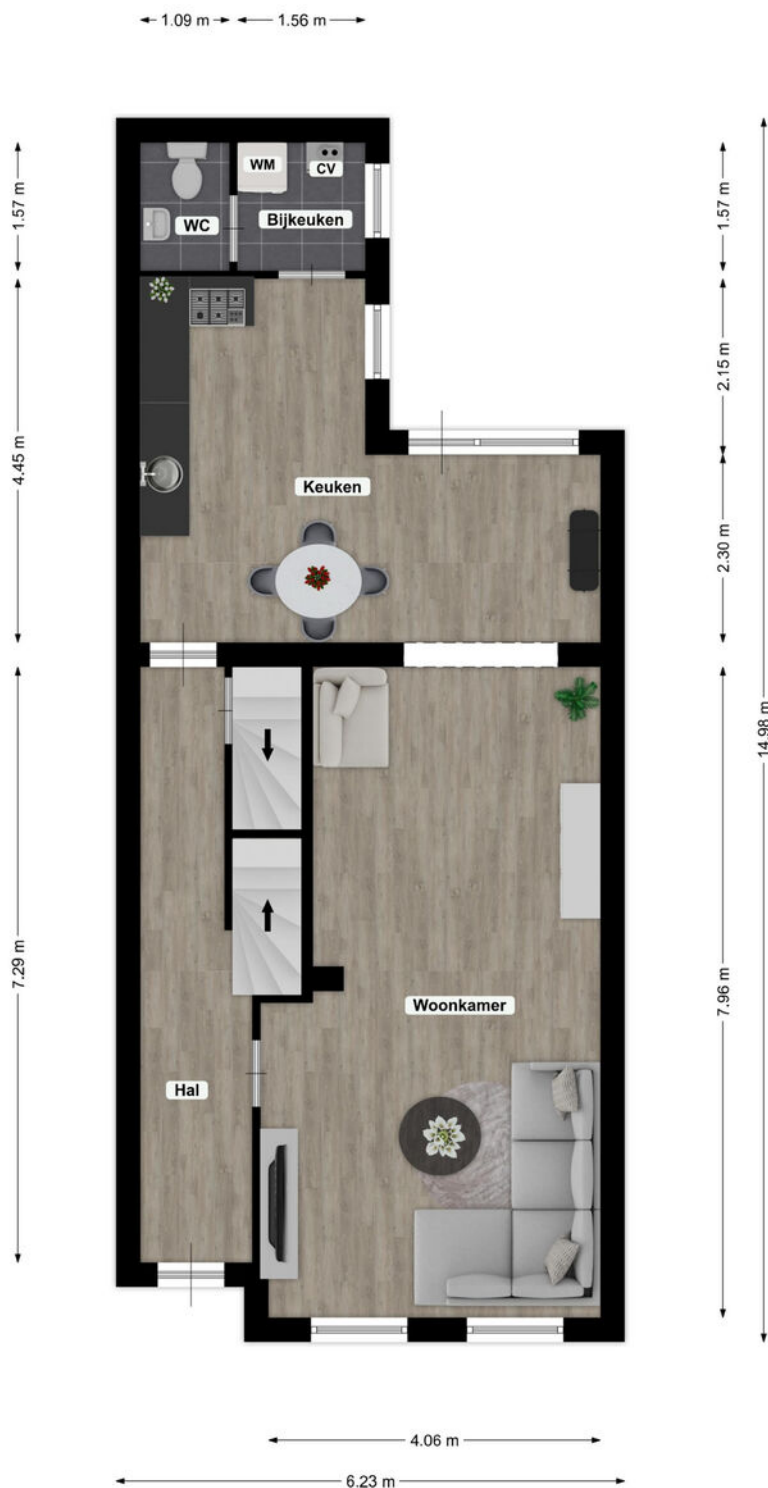 1.09 m
1.56 m
WM
CV
WC
Bijkeuken
1.57 m
1.57 m
2.15 m
4.45 m
Keuken
2.30 m
14.98 m
7.29 m
7.96 m
Woonkamer
Hal
4.06 m
6.23 m